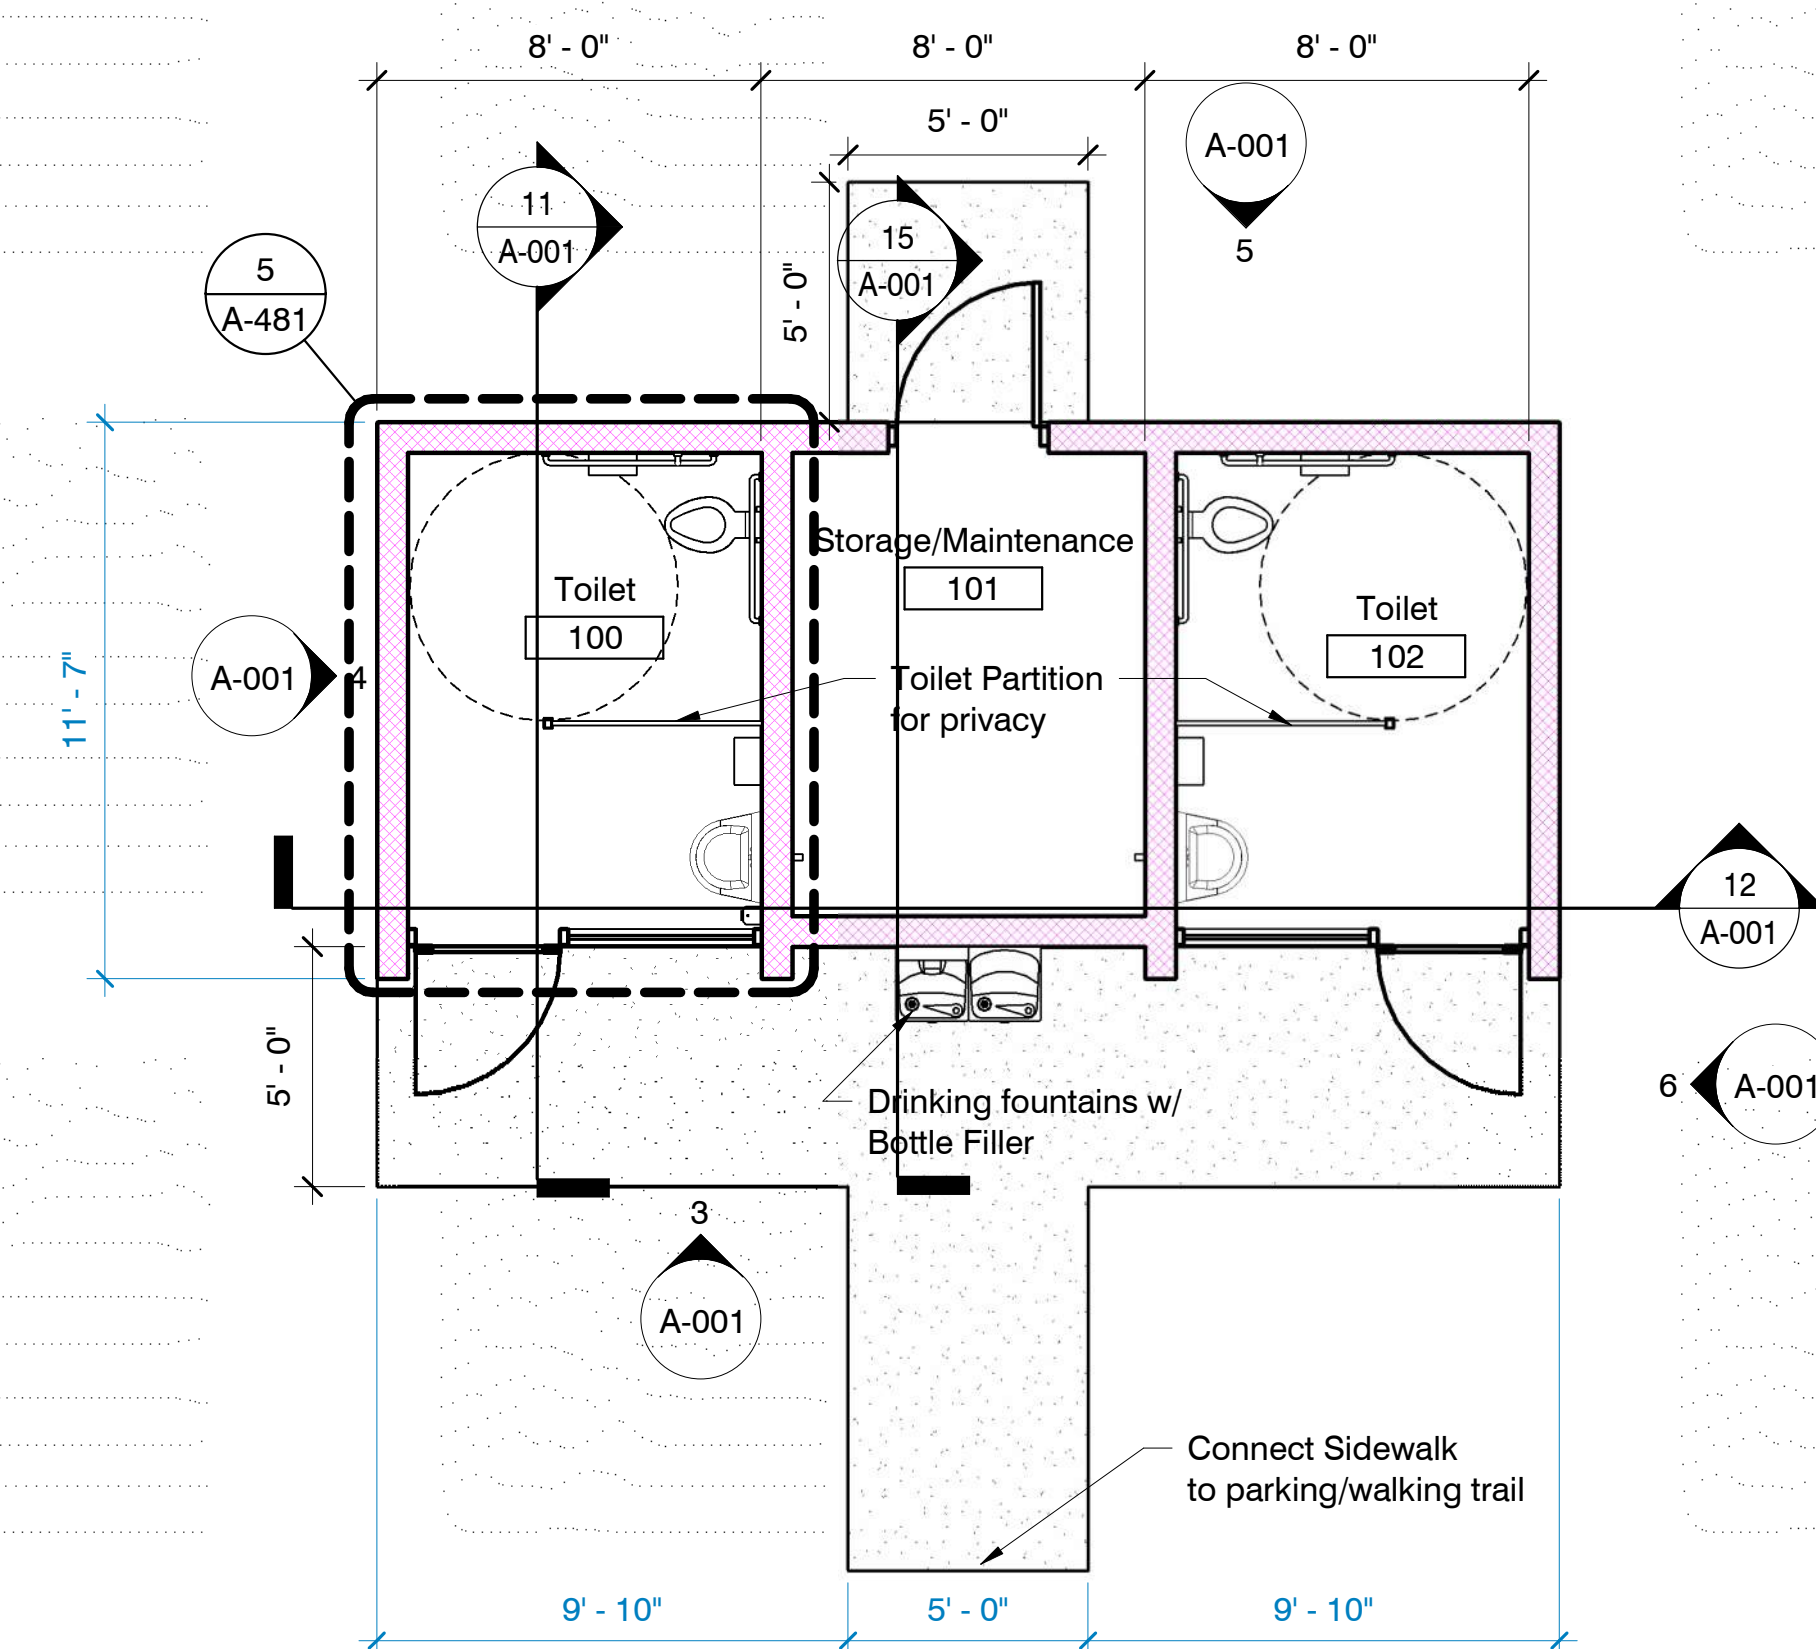 8' - 0"
8' - 0"
8' - 0"
5' - 0"
A-001
5
11
A-001
15
A-001
5
A-481
5' - 0"
Storage/Maintenance
101
Toilet
100
Toilet
102
A-001
4
11' - 7"
Toilet Partition
for privacy
12
A-001
5' - 0"
6
A-001
Drinking fountains w/
Bottle Filler
3
A-001
Connect Sidewalk
to parking/walking trail
9' - 10"
5' - 0"
9' - 10"